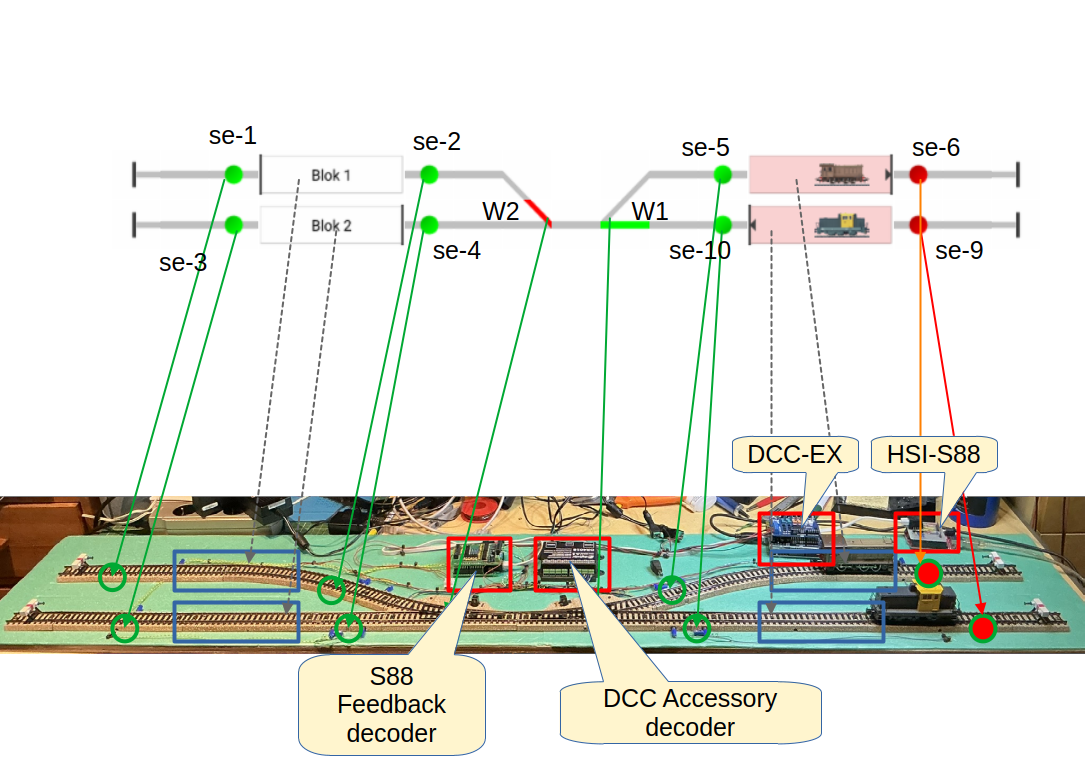 se-1
se-2
se-5
se-6
Blok 1
W2
W1
Blok 2
se-3
se-4
se-10
se-9
DCC-EX
HSI-S88
S88
Feedback
decoder
DCC Accessory
decoder